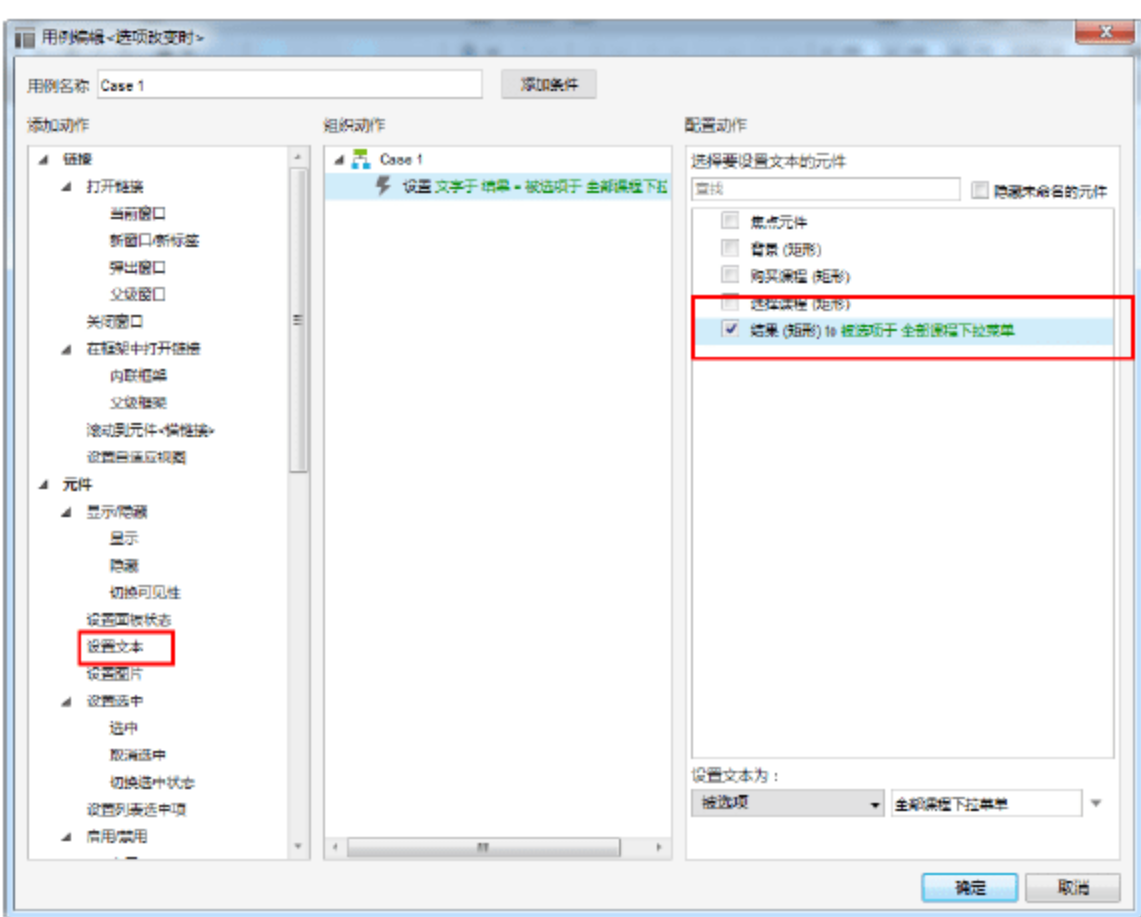 用例编辑<选项改变时>
用例名称 Case 1 添加条件
添加动作 组织动作 配置动作
链接
打开链接
当前窗口
新窗口/新标签
弹出窗口
父级窗口
关闭窗口
在框架中打开链接
内联框架
父级框架
滚动到元件<锚链接>
设置自适应视图
元件
显示/隐藏
显示
隐藏
切换可见性
设置面板状态
设置文本
设置图片
设置选中
选中
取消选中
切换选中状态
设置列表选中项
启用/禁用
Case 1
设置 文字于 结果 = 被选项于 全部课程下拉
选择要设置文本的元件
查找 隐藏未命名的元件
焦点元件
背景 (矩形)
购买课程 (矩形)
选择课程 (矩形)
结果 (矩形) to 被选项于 全部课程下拉菜单
设置文本为：
被选项 全部课程下拉菜单
确定 取消